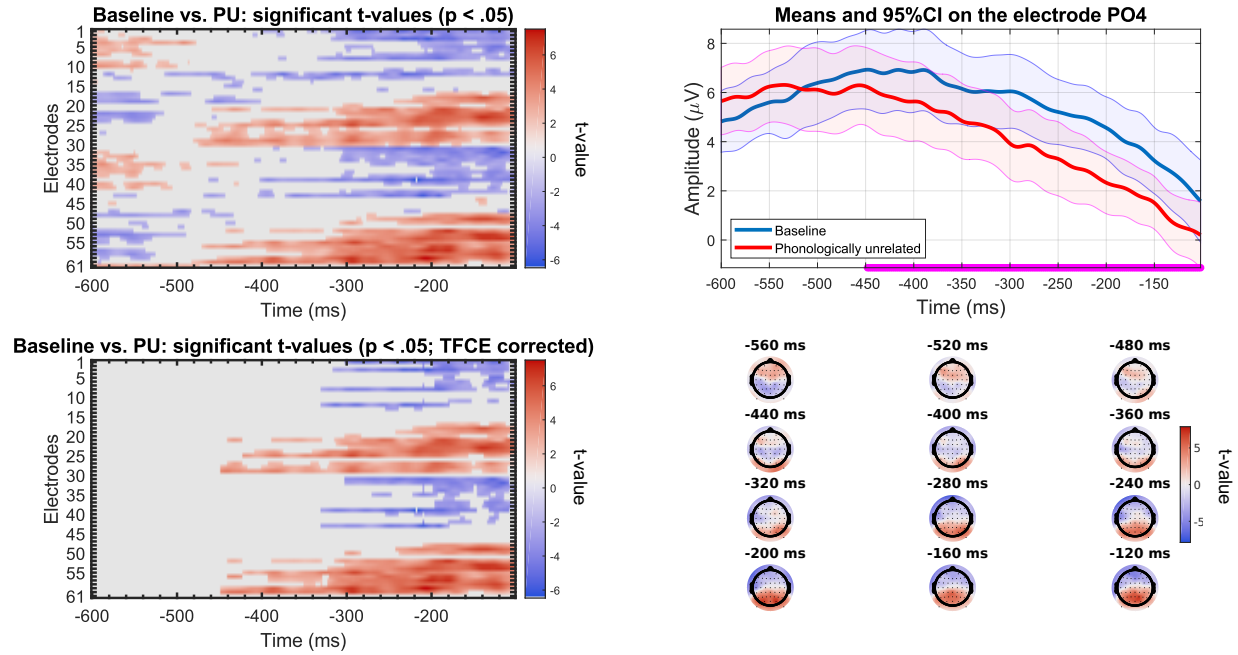 Baseline vs. PU: significant t-values (p < .05)
Electrodes
1
5
10
15
20
25
30
35
40
45
50
55
61
-600
-500
-400
-300
-200
Time (ms)
6
4
2
0
-2
-4
-6
t-value
Means and 95%CI on the electrode PO4
Amplitude (μV)
8
6
4
2
0
Baseline
Phonologically unrelated
-600
-550
-500
-450
-400
-350
-300
-250
-200
-150
Time (ms)
Baseline vs. PU: significant t-values (p < .05; TFCE corrected)
Electrodes
1
5
10
15
20
25
30
35
40
45
50
55
61
-600
-500
-400
-300
-200
Time (ms)
6
4
2
0
-2
-4
-6
t-value
-560 ms
-520 ms
-480 ms
-440 ms
-400 ms
-360 ms
-320 ms
-280 ms
-240 ms
-200 ms
-160 ms
-120 ms
5
0
-5
t-value